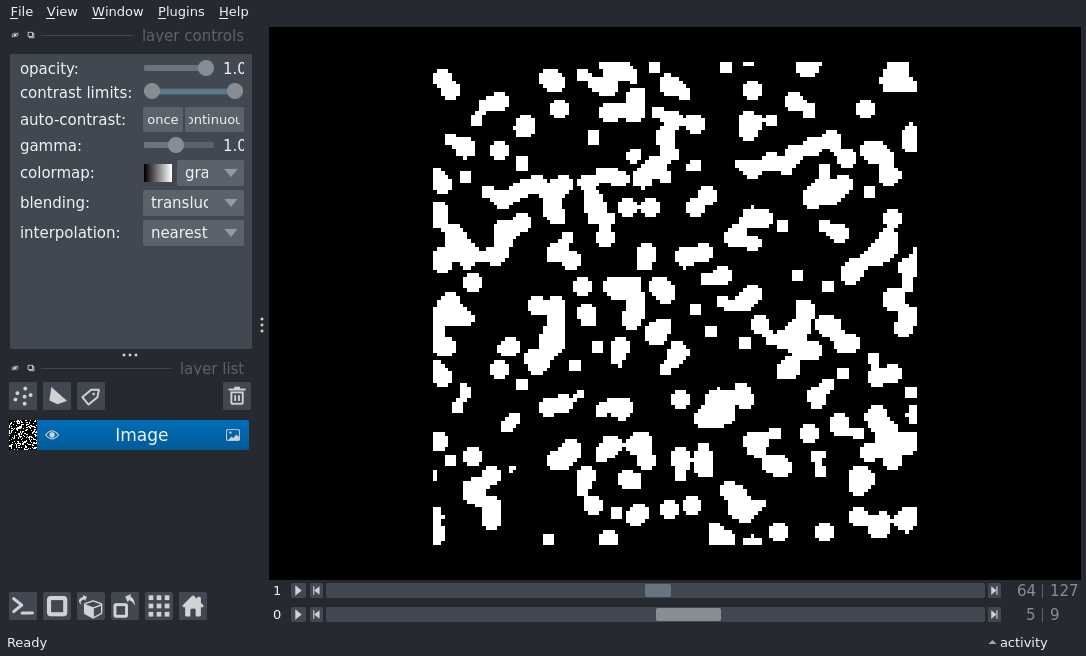 File View Window Plugins Help
layer controls
opacity: 1.0
contrast limits:
auto-contrast: once ontinuou
gamma: 1.0
colormap: gra
blending: transluc
interpolation: nearest
layer list
Image
1 64 | 127
0 5 | 9
Ready activity